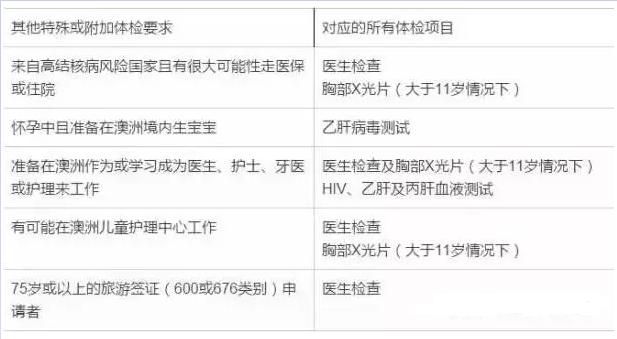 其他特殊或附加体检要求
对应的所有体检项目
来自高结核病风险国家且有很大可能性走医保
或住院
医生检查
胸部X光片（大于11岁情况下）
怀孕中且准备在澳洲境内生宝宝
乙肝病毒测试
准备在澳洲作为或学习成为医生、护士、牙医
或护理来工作
医生检查及胸部X光片（大于11岁情况下）
HIV、乙肝及丙肝血液测试
有可能在澳洲儿童护理中心工作
医生检查
胸部X光片（大于11岁情况下）
75岁或以上的旅游签证（600或676类别）申
请者
医生检查